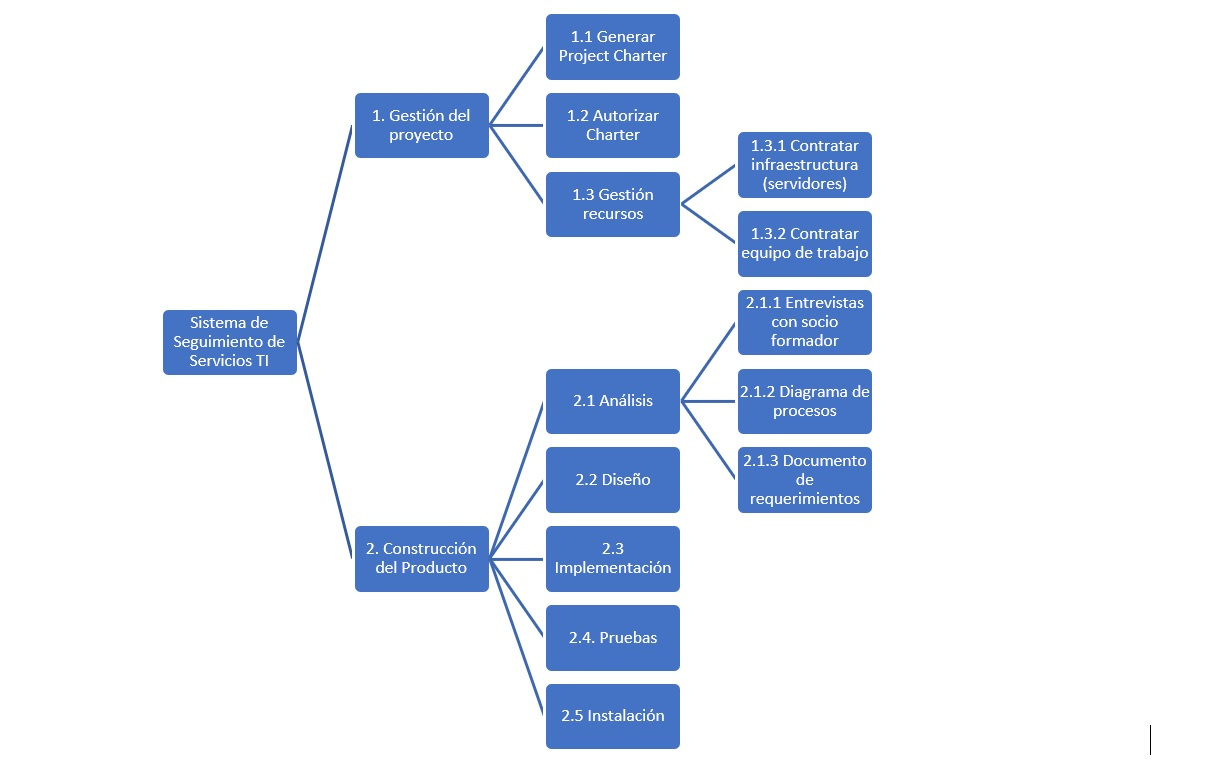 Sistema de
Seguimiento de
Servicios TI
1. Gestión del
proyecto
1.1 Generar
Project Charter
1.2 Autorizar
Charter
1.3 Gestión
recursos
1.3.1 Contratar
infraestructura
(servidores)
1.3.2 Contratar
equipo de trabajo
2. Construcción
del Producto
2.1 Análisis
2.1.1 Entrevistas
con socio
formador
2.1.2 Diagrama de
procesos
2.1.3 Documento
de
requerimientos
2.2 Diseño
2.3
Implementación
2.4. Pruebas
2.5 Instalación